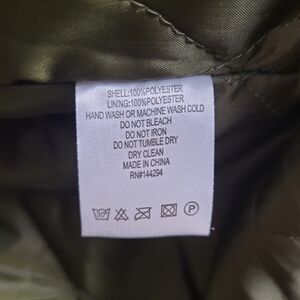 SHELL:100%POLYESTER
LINING:100%POLYESTER
HAND WASH OR MACHINE WASH COLD
DO NOT BLEACH
DO NOT IRON
DO NOT TUMBLE DRY
DRY CLEAN
MADE IN CHINA
RN#144294
30° P